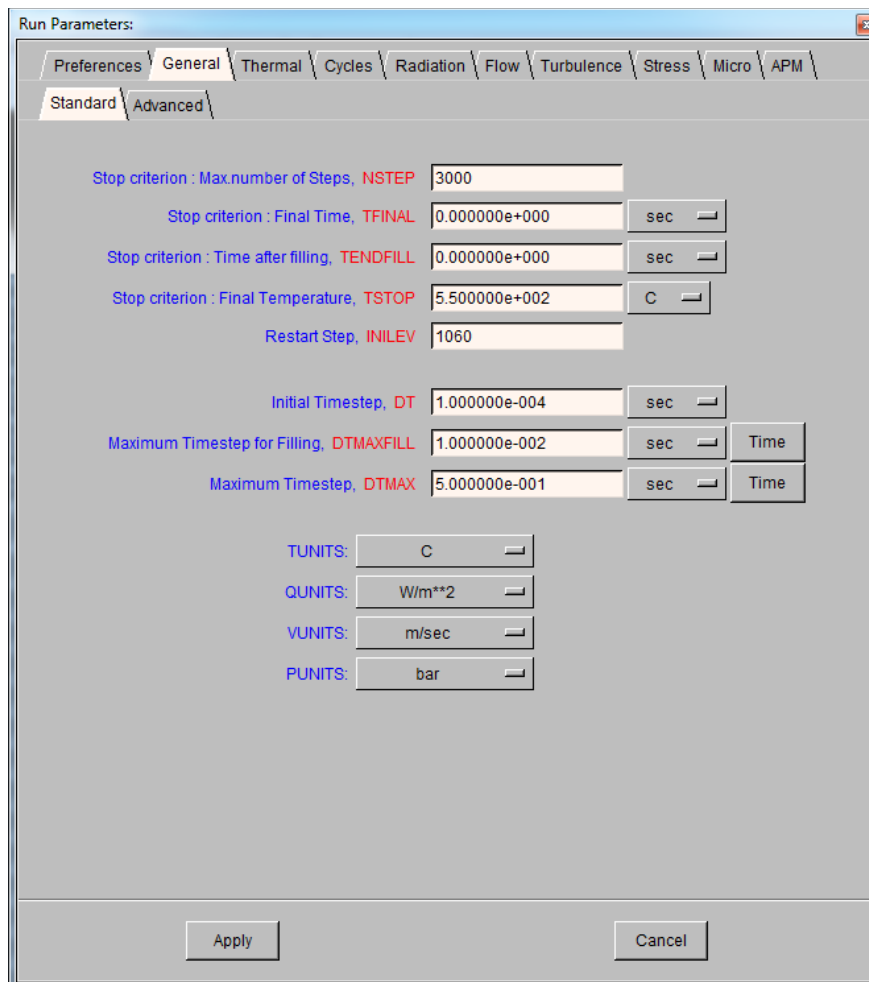 Run Parameters:
Preferences General Thermal Cycles Radiation Flow Turbulence Stress Micro APM
Standard Advanced
Stop criterion : Max.number of Steps, NSTEP 3000
Stop criterion : Final Time, TFINAL 0.000000e+000 sec
Stop criterion : Time after filling, TENDFILL 0.000000e+000 sec
Stop criterion : Final Temperature, TSTOP 5.500000e+002 C
Restart Step, INILEV 1060
Initial Timestep, DT 1.000000e-004 sec
Maximum Timestep for Filling, DTMAXFILL 1.000000e-002 sec Time
Maximum Timestep, DTMAX 5.000000e-001 sec Time
TUNITS: C
QUNITS: W/m**2
VUNITS: m/sec
PUNITS: bar
Apply Cancel